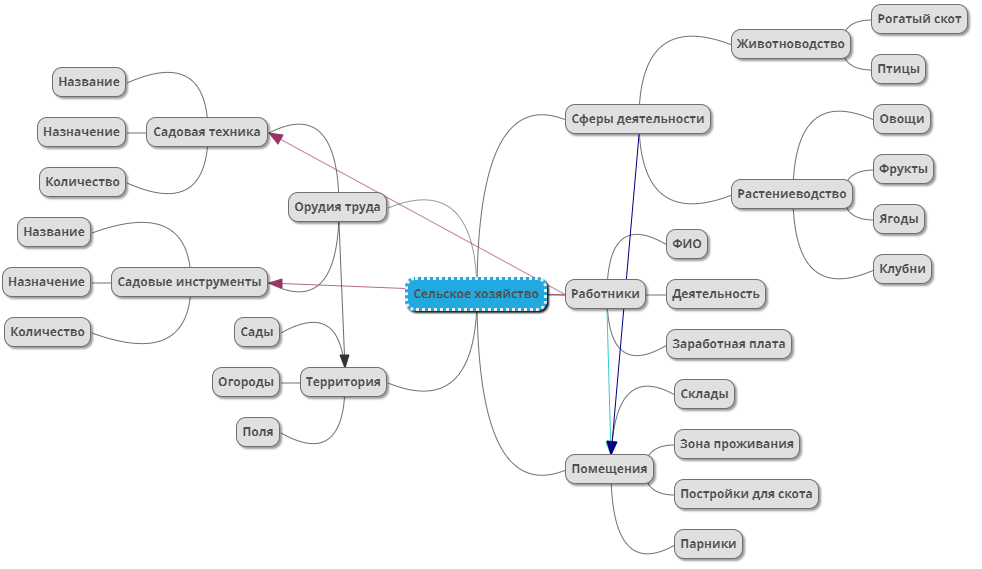 Рогатый скот
Животноводство
Птицы
Название
Сферы деятельности
Овощи
Назначение
Садовая техника
Фрукты
Количество
Растениеводство
Орудия труда
Ягоды
Название
ФИО
Клубни
Назначение
Садовые инструменты
Сельское хозяйство
Работники
Деятельность
Количество
Сады
Заработная плата
Огороды
Территория
Склады
Поля
Зона проживания
Помещения
Постройки для скота
Парники